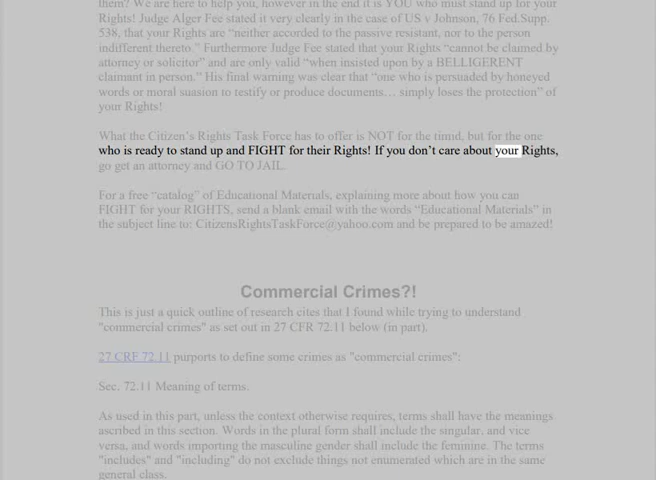 them? We are here to help you, however in the end it is YOU who must stand up for your
Rights! Judge Alger Fee stated it very clearly in the case of US v Johnson, 76 Fed.Supp.
538, that your Rights are “neither accorded to the passive resistant, nor to the person
indifferent thereto.” Furthermore Judge Fee stated that your Rights “cannot be claimed by
attorney or solicitor” and are only valid “when insisted upon by a BELLIGERENT
claimant in person.” His final warning was clear that “one who is persuaded by honeyed
words or moral suasion to testify or produce documents… simply loses the protection” of
your Rights!
What the Citizen’s Rights Task Force has to offer is NOT for the timid, but for the one
who is ready to stand up and FIGHT for their Rights! If you don’t care about your Rights,
go get an attorney and GO TO JAIL.
For a free “catalog” of Educational Materials, explaining more about how you can
FIGHT for your RIGHTS, send a blank email with the words “Educational Materials” in
the subject line to: CitizensRightsTaskForce@yahoo.com and be prepared to be amazed!
Commercial Crimes?!
This is just a quick outline of research cites that I found while trying to understand
"commercial crimes" as set out in 27 CFR 72.11 below (in part).
27 CRF 72.11 purports to define some crimes as "commercial crimes":
Sec. 72.11 Meaning of terms.
As used in this part, unless the context otherwise requires, terms shall have the meanings
ascribed in this section. Words in the plural form shall include the singular, and vice
versa, and words importing the masculine gender shall include the feminine. The terms
"includes" and "including" do not exclude things not enumerated which are in the same
general class.